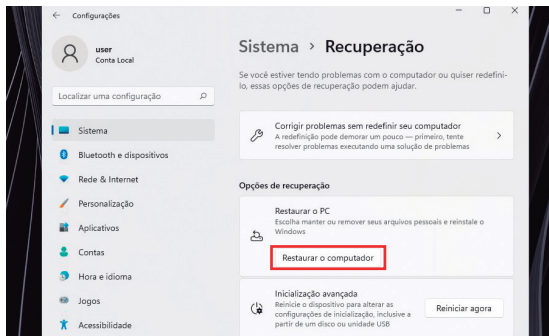 Configurações
user
Conta Local
Localizar uma configuração
Sistema
Bluetooth e dispositivos
Rede & Internet
Personalização
Aplicativos
Contas
Hora e idioma
Jogos
Acessibilidade
Sistema > Recuperação
Se você estiver tendo problemas com o computador ou quiser redefini-
lo, essas opções de recuperação podem ajudar.
Corrigir problemas sem redefinir seu computador
A redefinição pode demorar um pouco — primeiro, tente
resolver problemas executando uma solução de problemas
Opções de recuperação
Restaurar o PC
Escolha manter ou remover seus arquivos pessoais e reinstale o
Windows
Restaurar o computador
Inicialização avançada
Reinicie o dispositivo para alterar as
configurações de inicialização, inclusive a
partir de um disco ou unidade USB
Reiniciar agora